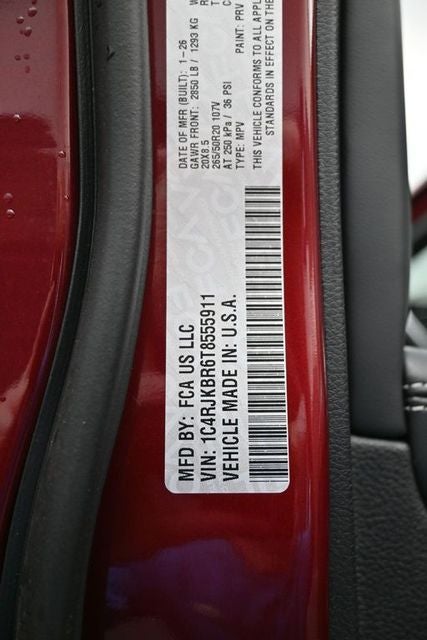 MFD BY: FCA US LLC
VIN: 1C4RJKBR6T8555911
VEHICLE MADE IN: U.S.A.
DATE OF MFR (BUILT): 1-26
GAWR FRONT: 2850 LB / 1293 KG W
20X8.5
265/50R20 107V
AT 250 kPa / 36 PSI
TYPE: MPV PAINT: PRV
THIS VEHICLE CONFORMS TO ALL APPL
STANDARDS IN EFFECT ON THE